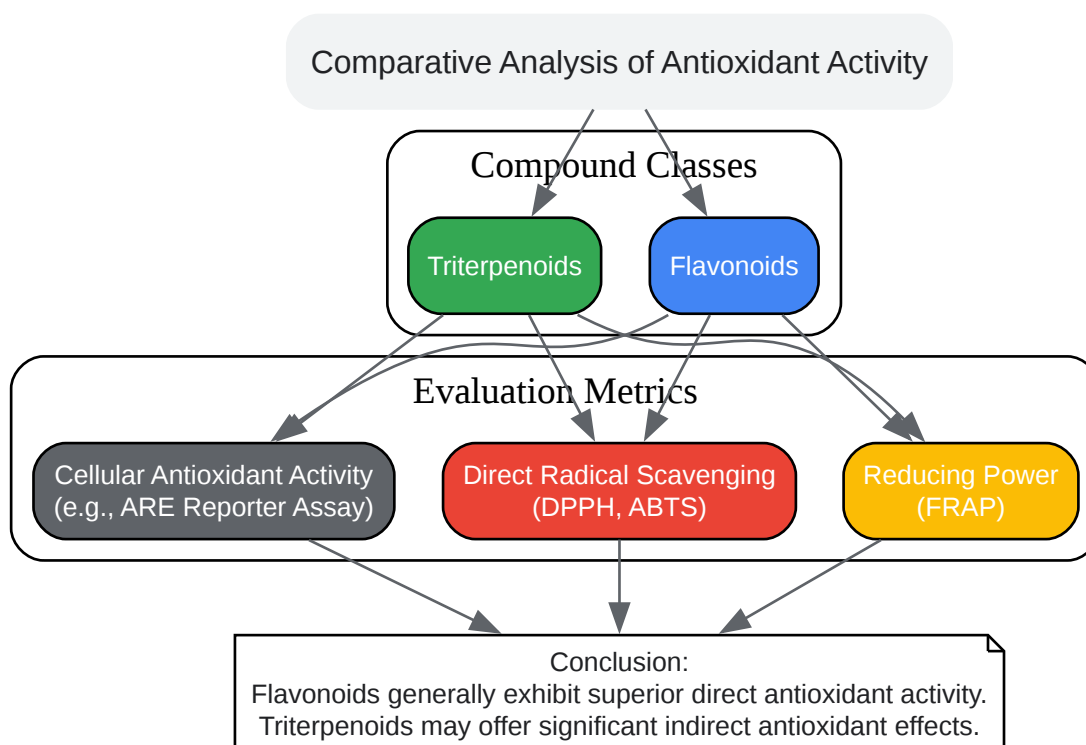 Comparative Analysis of Antioxidant Activity
Compound Classes
Triterpenoids
Flavonoids
Evaluation Metrics
Cellular Antioxidant Activity
(e.g., ARE Reporter Assay)
Direct Radical Scavenging
(DPPH, ABTS)
Reducing Power
(FRAP)
Conclusion:
Flavonoids generally exhibit superior direct antioxidant activity.
Triterpenoids may offer significant indirect antioxidant effects.